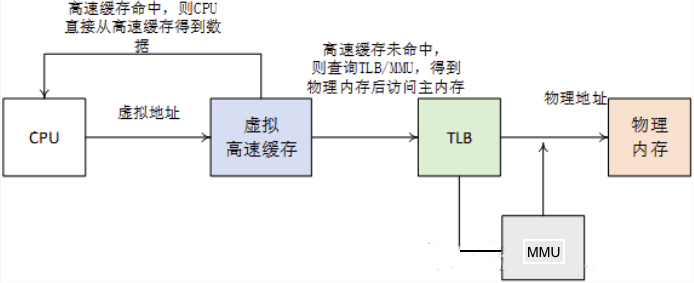 高速缓存命中，则CPU
直接从高速缓存得到数
据
高速缓存未命中，
则查询TLB/MMU，得到
物理内存后访问主内存
虚拟地址
物理地址
CPU
虚拟
高速缓存
TLB
物理
内存
MMU